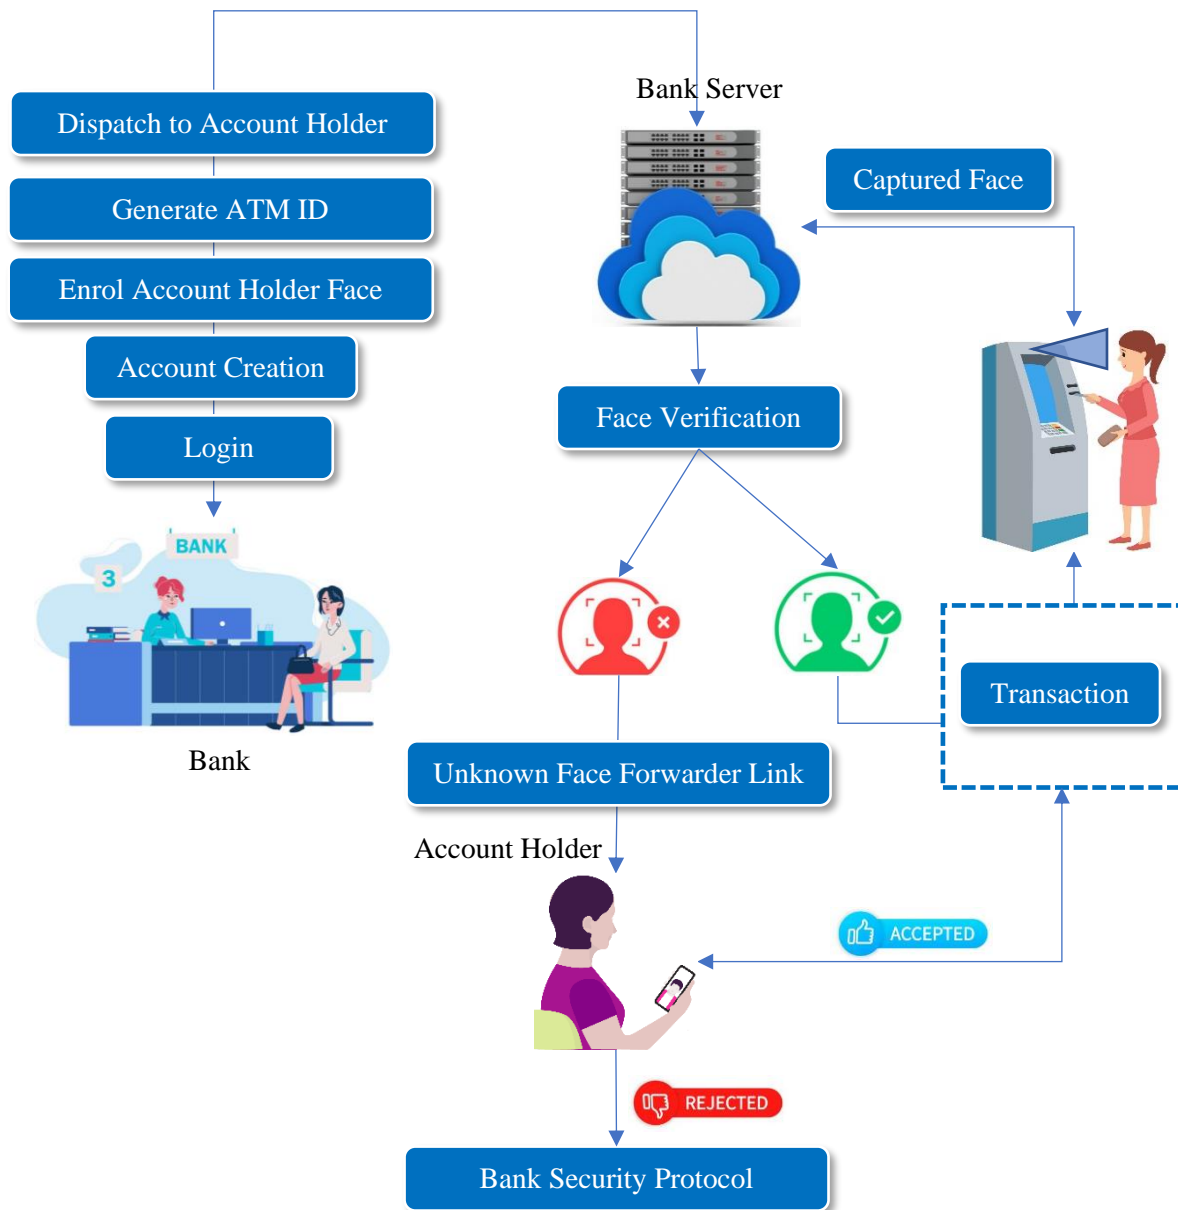 Bank Server
Dispatch to Account Holder
Captured Face
Generate ATM ID
Enrol Account Holder Face
Account Creation
Face Verification
Login
BANK
3
Transaction
Bank
Unknown Face Forwarder Link
Account Holder
ACCEPTED
REJECTED
Bank Security Protocol